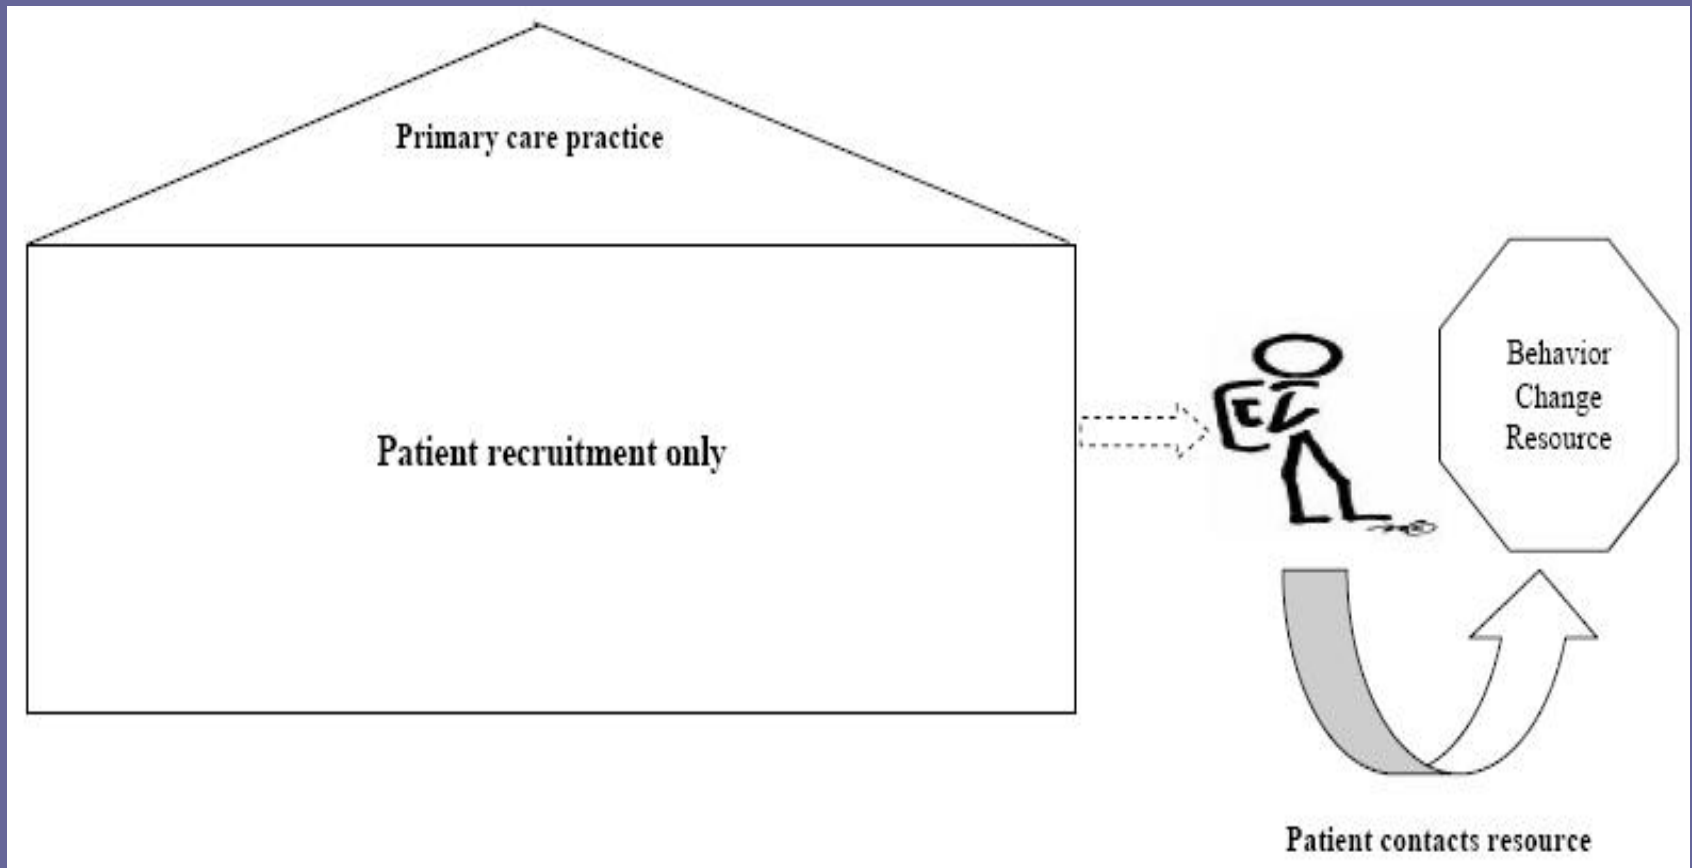 Primary care practice
Patient recruitment only
Behavior
Change
Resource
Patient contacts resource